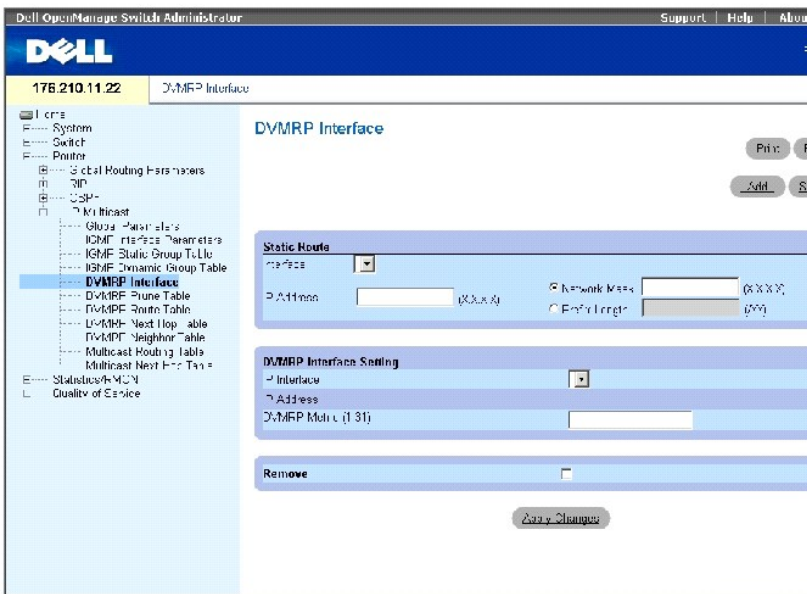 Dell OpenManage Switch Administrator
Support | Help |
DELL
176.210.11.22
DVMRP Interface
Home
System
Switch
Router
Global Routing Parameters
RIP
OSPF
IP Multicast
Global Parameters
IGMP Interface Parameters
IGMP Static Group Table
IGMP Dynamic Group Table
DVMRP Interface
DVMRP Prune Table
DVMRP Route Table
DVMRP Next Hop Table
DVMRP Neighbor Table
Multicast Routing Table
Multicast Next Hop Table
Statistics/RMON
Quality of Service
DVMRP Interface
Print
Add
Static Route
Interface
IP Address
(X.X.X.X)
Network Mask
(X.X.X.X)
Prefix Length
(/XX)
DVMRP Interface Setting
IP Interface
IP Address
DVMRP Metric (1-31)
Remove
Apply Changes